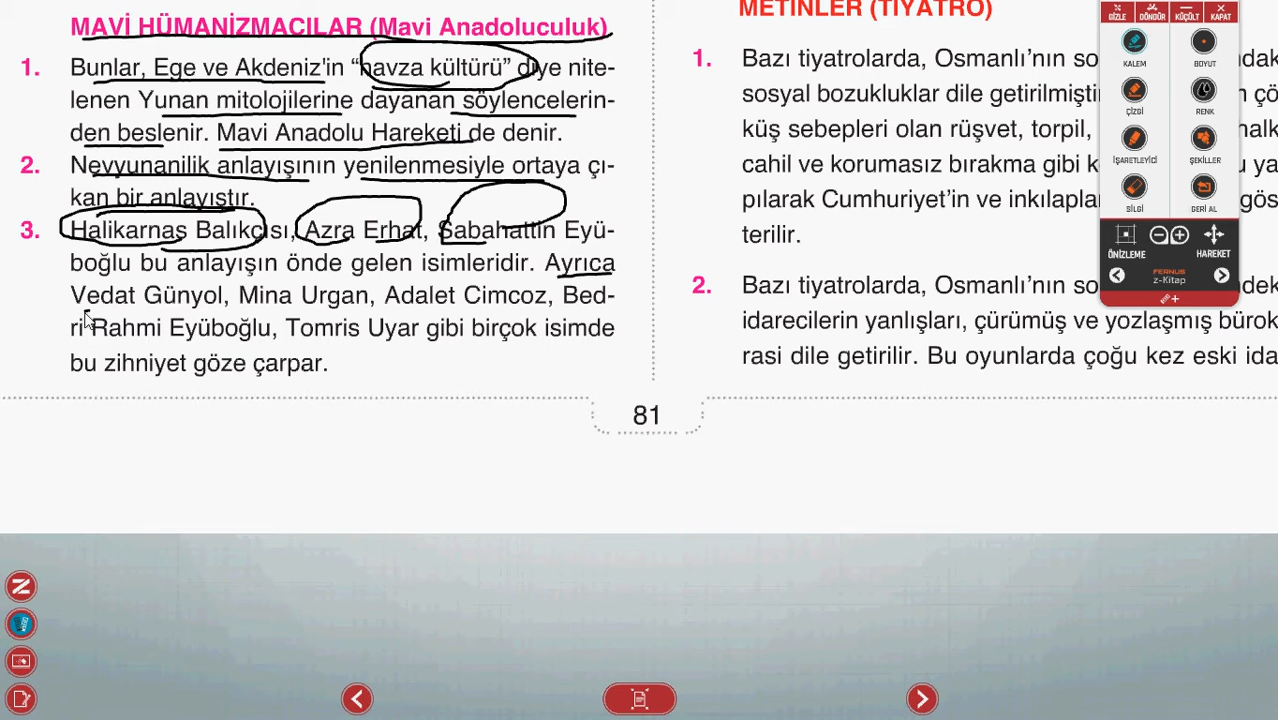 MAVİ HÜMANİZMACILAR (Mavi Anadoluculuk)
1. Bunlar, Ege ve Akdeniz'in “havza kültürü” diye nite-
lenen Yunan mitolojilerine dayanan söylencelerin-
den beslenir. Mavi Anadolu Hareketi de denir.
2. Nevyunanilik anlayışının yenilenmesiyle ortaya çı-
kan bir anlayıştır.
3. Halikarnas Balıkçısı, Azra Erhat, Sabahattin Eyü-
boğlu bu anlayışın önde gelen isimleridir. Ayrıca
Vedat Günyol, Mina Urgan, Adalet Cimcoz, Bed-
ri Rahmi Eyüboğlu, Tomris Uyar gibi birçok isimde
bu zihniyet göze çarpar.
81
METİNLER (TİYATRO)
1. Bazı tiyatrolarda, Osmanlı’nın so
sosyal bozukluklar dile getirilmiştir
küş sebepleri olan rüşvet, torpil,
cahil ve korumasız bırakma gibi k
pılarak Cumhuriyet’in ve inkılapla
terilir.
2. Bazı tiyatrolarda, Osmanlı’nın so
idarecilerin yanlışları, çürümüş ve yozlaşmış bürok
rasi dile getirilir. Bu oyunlarda çoğu kez eski ida
GİZLE DÖNDÜR KÜÇÜLT KAPAT
KALEM BOYUT
ÇİZGİ RENK
İŞARETLEYİCİ ŞEKİLLER
SİLGİ GERİ AL
ÖNİZLEME HAREKET
FERNUS
z-Kitap